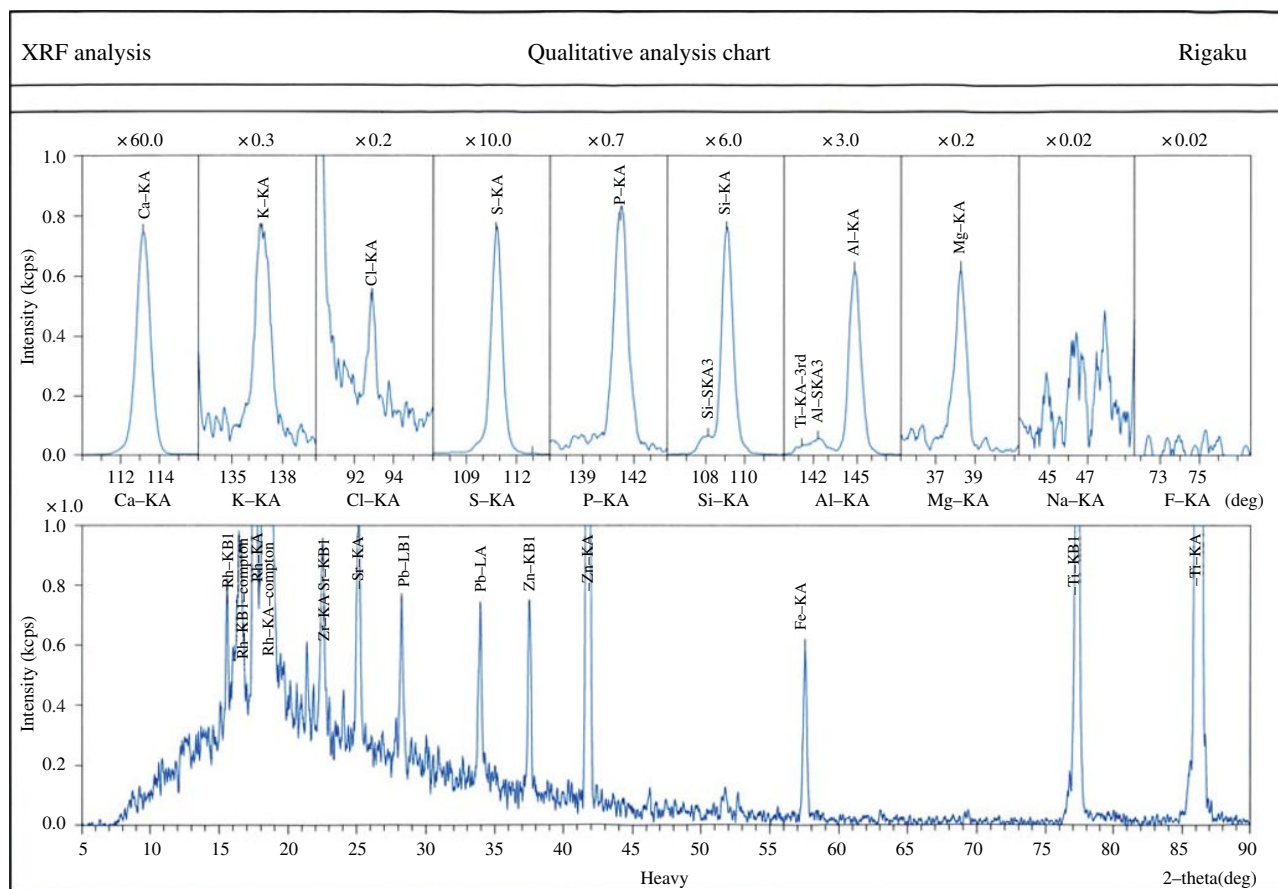 XRF analysis Qualitative analysis chart Rigaku
×60.0 ×0.3 ×0.2 ×10.0 ×0.7 ×6.0 ×3.0 ×0.2 ×0.02 ×0.02
Intensity (kcps)
1.0
0.8
0.6
0.4
0.2
0.0
Ca–KA
K–KA
Cl–KA
S–KA
P–KA
Si–SKA3
Si–KA
Ti–KA–3rd
Al–SKA3
Al–KA
Mg–KA
112 114 135 138 92 94 109 112 139 142 108 110 142 145 37 39 45 47 73 75
Ca–KA K–KA Cl–KA S–KA P–KA Si–KA Al–KA Mg–KA Na–KA F–KA (deg)
×1.0
Intensity (kcps)
1.0
0.8
0.6
0.4
0.2
0.0
Rh–KB1
Rh–KB1–compton
Rh–KA
Rh–KA–compton
Zr–KA Sr–KB1
Sr–KA
Pb–LB1
Pb–LA
Zn–KB1
Zn–KA
Fe–KA
Ti–KB1
Ti–KA
5 10 15 20 25 30 35 40 45 50 55 60 65 70 75 80 85 90
Heavy 2–theta(deg)